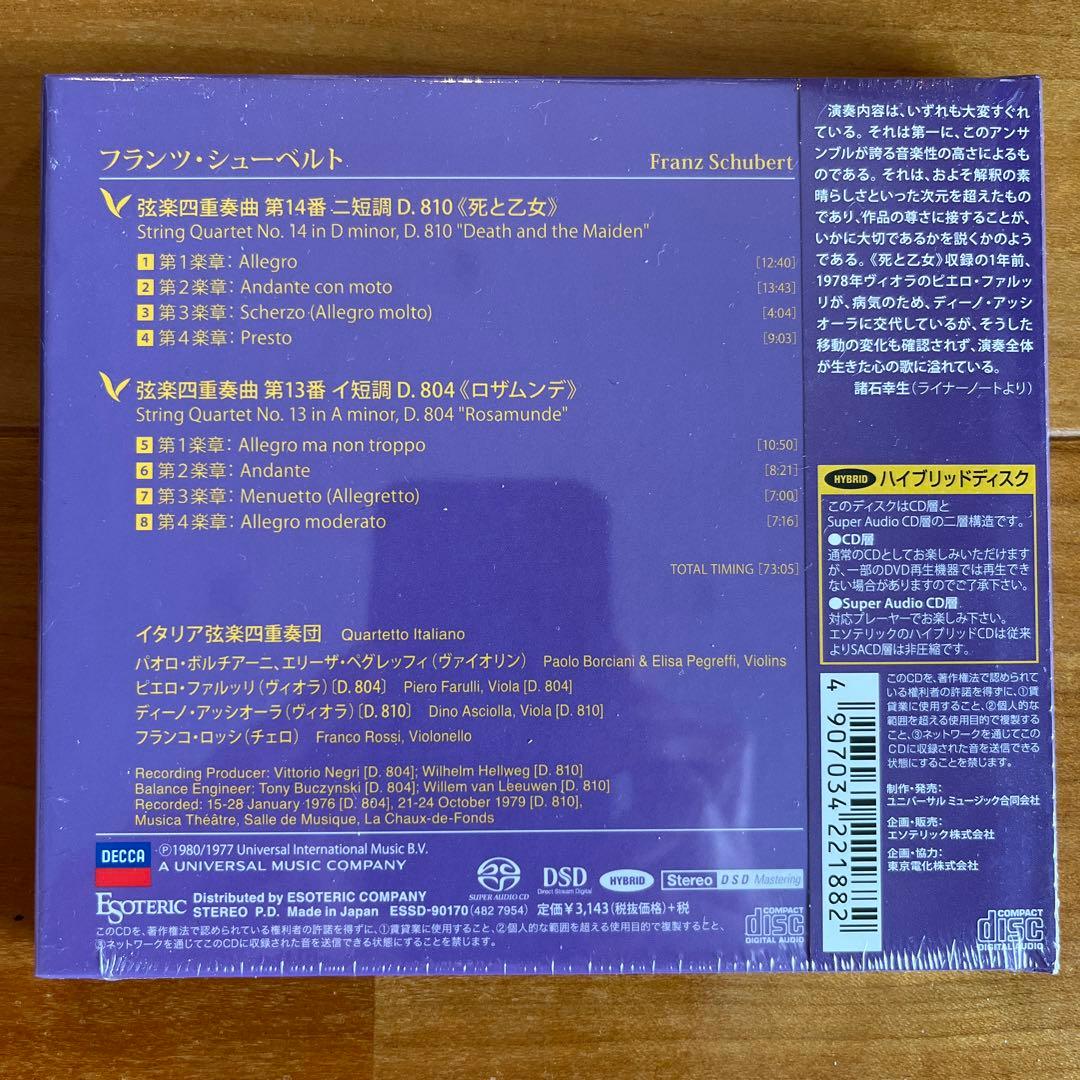 フランツ・シューベルト Franz Schubert
弦楽四重奏曲 第14番 ニ短調 D. 810《死と乙女》
String Quartet No. 14 in D minor, D. 810 "Death and the Maiden"
1 第1楽章: Allegro [12:40]
2 第2楽章: Andante con moto [13:43]
3 第3楽章: Scherzo (Allegro molto) [4:04]
4 第4楽章: Presto [9:03]
弦楽四重奏曲 第13番 イ短調 D. 804《ロザムンデ》
String Quartet No. 13 in A minor, D. 804 "Rosamunde"
5 第1楽章: Allegro ma non troppo [10:50]
6 第2楽章: Andante [8:21]
7 第3楽章: Menuetto (Allegretto) [7:00]
8 第4楽章: Allegro moderato [7:16]
TOTAL TIMING [73:05]
イタリア弦楽四重奏団 Quartetto Italiano
パオロ・ボルチアーニ、エリーザ・ペグレッフィ(ヴァイオリン) Paolo Borciani & Elisa Pegreffi, Violins
ピエロ・ファルッリ(ヴィオラ)〔D. 804〕 Piero Farulli, Viola [D. 804]
ディーノ・アッシオーラ(ヴィオラ)〔D. 810〕 Dino Asciolla, Viola [D. 810]
フランコ・ロッシ(チェロ) Franco Rossi, Violonello
Recording Producer: Vittorio Negri [D. 804]; Wilhelm Hellweg [D. 810]
Balance Engineer: Tony Buczynski [D. 804]; Willem van Leeuwen [D. 810]
Recorded: 15-28 January 1976 [D. 804], 21-24 October 1979 [D. 810],
Musica Théâtre, Salle de Musique, La Chaux-de-Fonds
DECCA
Ⓟ1980/1977 Universal International Music B.V.
A UNIVERSAL MUSIC COMPANY
ESOTERIC
Distributed by ESOTERIC COMPANY
STEREO P.D. Made in Japan ESSD-90170 (482 7954) 定価¥3,143(税抜価格)+税
SUPER AUDIO CD
DSD
Direct Stream Digital
HYBRID
Stereo DSD Mastering
このCDを、著作権法で認められている権利者の許諾を得ずに、①賃貸業に使用すること、②個人的な範囲を超える使用目的で複製すること、
③ネットワークを通じてこのCDに収録された音を送信できる状態にすることを禁じます。
COMPACT
disc
DIGITAL AUDIO
演奏内容は、いずれも大変すぐれ
ている。それは第一に、このアンサ
ンブルが誇る音楽性の高さによるも
のである。それは、およそ解釈の素
晴らしさといった次元を超えたもの
であり、作品の尊さに接することが、
いかに大切であるかを説くかのよう
である。《死と乙女》収録の1年前、
1978年ヴィオラのピエロ・ファルッ
リが、病気のため、ディーノ・アッシ
オーラに交代しているが、そうした
移動の変化も確認されず、演奏全体
が生きた心の歌に溢れている。
諸石幸生(ライナーノートより)
HYBRID ハイブリッドディスク
このディスクはCD層と
Super Audio CD層の二層構造です。
●CD層
通常のCDとしてお楽しみいただけます
が、一部のDVD再生機器では再生でき
ない場合がありますのでご了承下さい。
●Super Audio CD層
対応プレーヤーでお楽しみ下さい。
エソテリックのハイブリッドCDは従来
よりSACD層は非圧縮です。
4 907034 221882
このCDを、著作権法で認められてい
る権利者の許諾を得ずに、①賃
貸業に使用すること、②個人的な
範囲を超える使用目的で複製する
こと、③ネットワークを通じてこの
CDに収録された音を送信できる
状態にすることを禁じます。
制作・発売:
ユニバーサル ミュージック合同会社
企画・販売:
エソテリック株式会社
企画・協力:
東京電化株式会社
COMPACT
disc
DIGITAL AUDIO